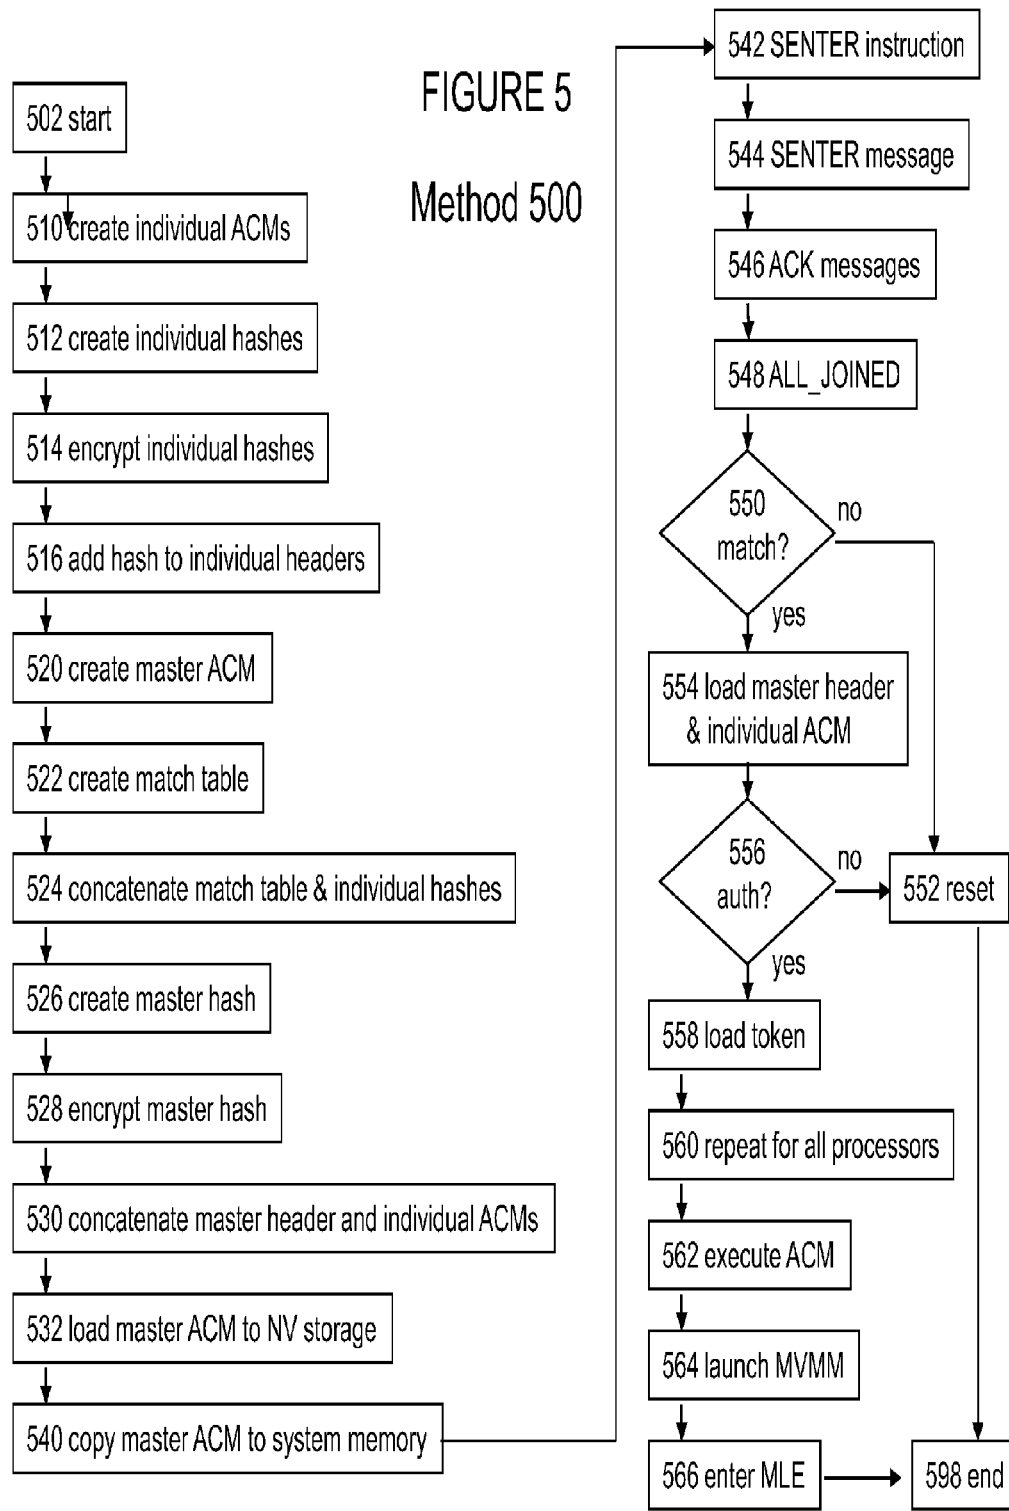 FIGURE 5
Method 500
502 start
510 create individual ACMs
512 create individual hashes
514 encrypt individual hashes
516 add hash to individual headers
520 create master ACM
522 create match table
524 concatenate match table & individual hashes
526 create master hash
528 encrypt master hash
530 concatenate master header and individual ACMs
532 load master ACM to NV storage
540 copy master ACM to system memory
542 SENTER instruction
544 SENTER message
546 ACK messages
548 ALL_JOINED
550
match?
no
yes
554 load master header
& individual ACM
556
auth?
no
552 reset
yes
558 load token
560 repeat for all processors
562 execute ACM
564 launch MVMM
566 enter MLE
598 end